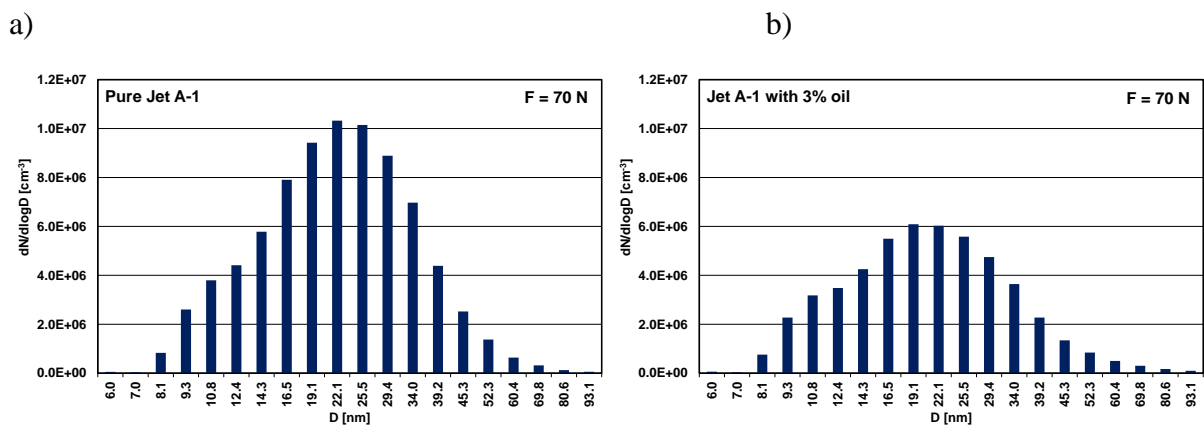 a)
b)
Pure Jet A-1 F = 70 N
dN/dlogD [cm⁻³]
1.2E+07
1.0E+07
8.0E+06
6.0E+06
4.0E+06
2.0E+06
0.0E+00
6.0 7.0 8.1 9.3 10.8 12.4 14.3 16.5 19.1 22.1 25.5 29.4 34.0 39.2 45.3 52.3 60.4 69.8 80.6 93.1
D [nm]
Jet A-1 with 3% oil F = 70 N
dN/dlogD [cm⁻³]
1.2E+07
1.0E+07
8.0E+06
6.0E+06
4.0E+06
2.0E+06
0.0E+00
6.0 7.0 8.1 9.3 10.8 12.4 14.3 16.5 19.1 22.1 25.5 29.4 34.0 39.2 45.3 52.3 60.4 69.8 80.6 93.1
D [nm]